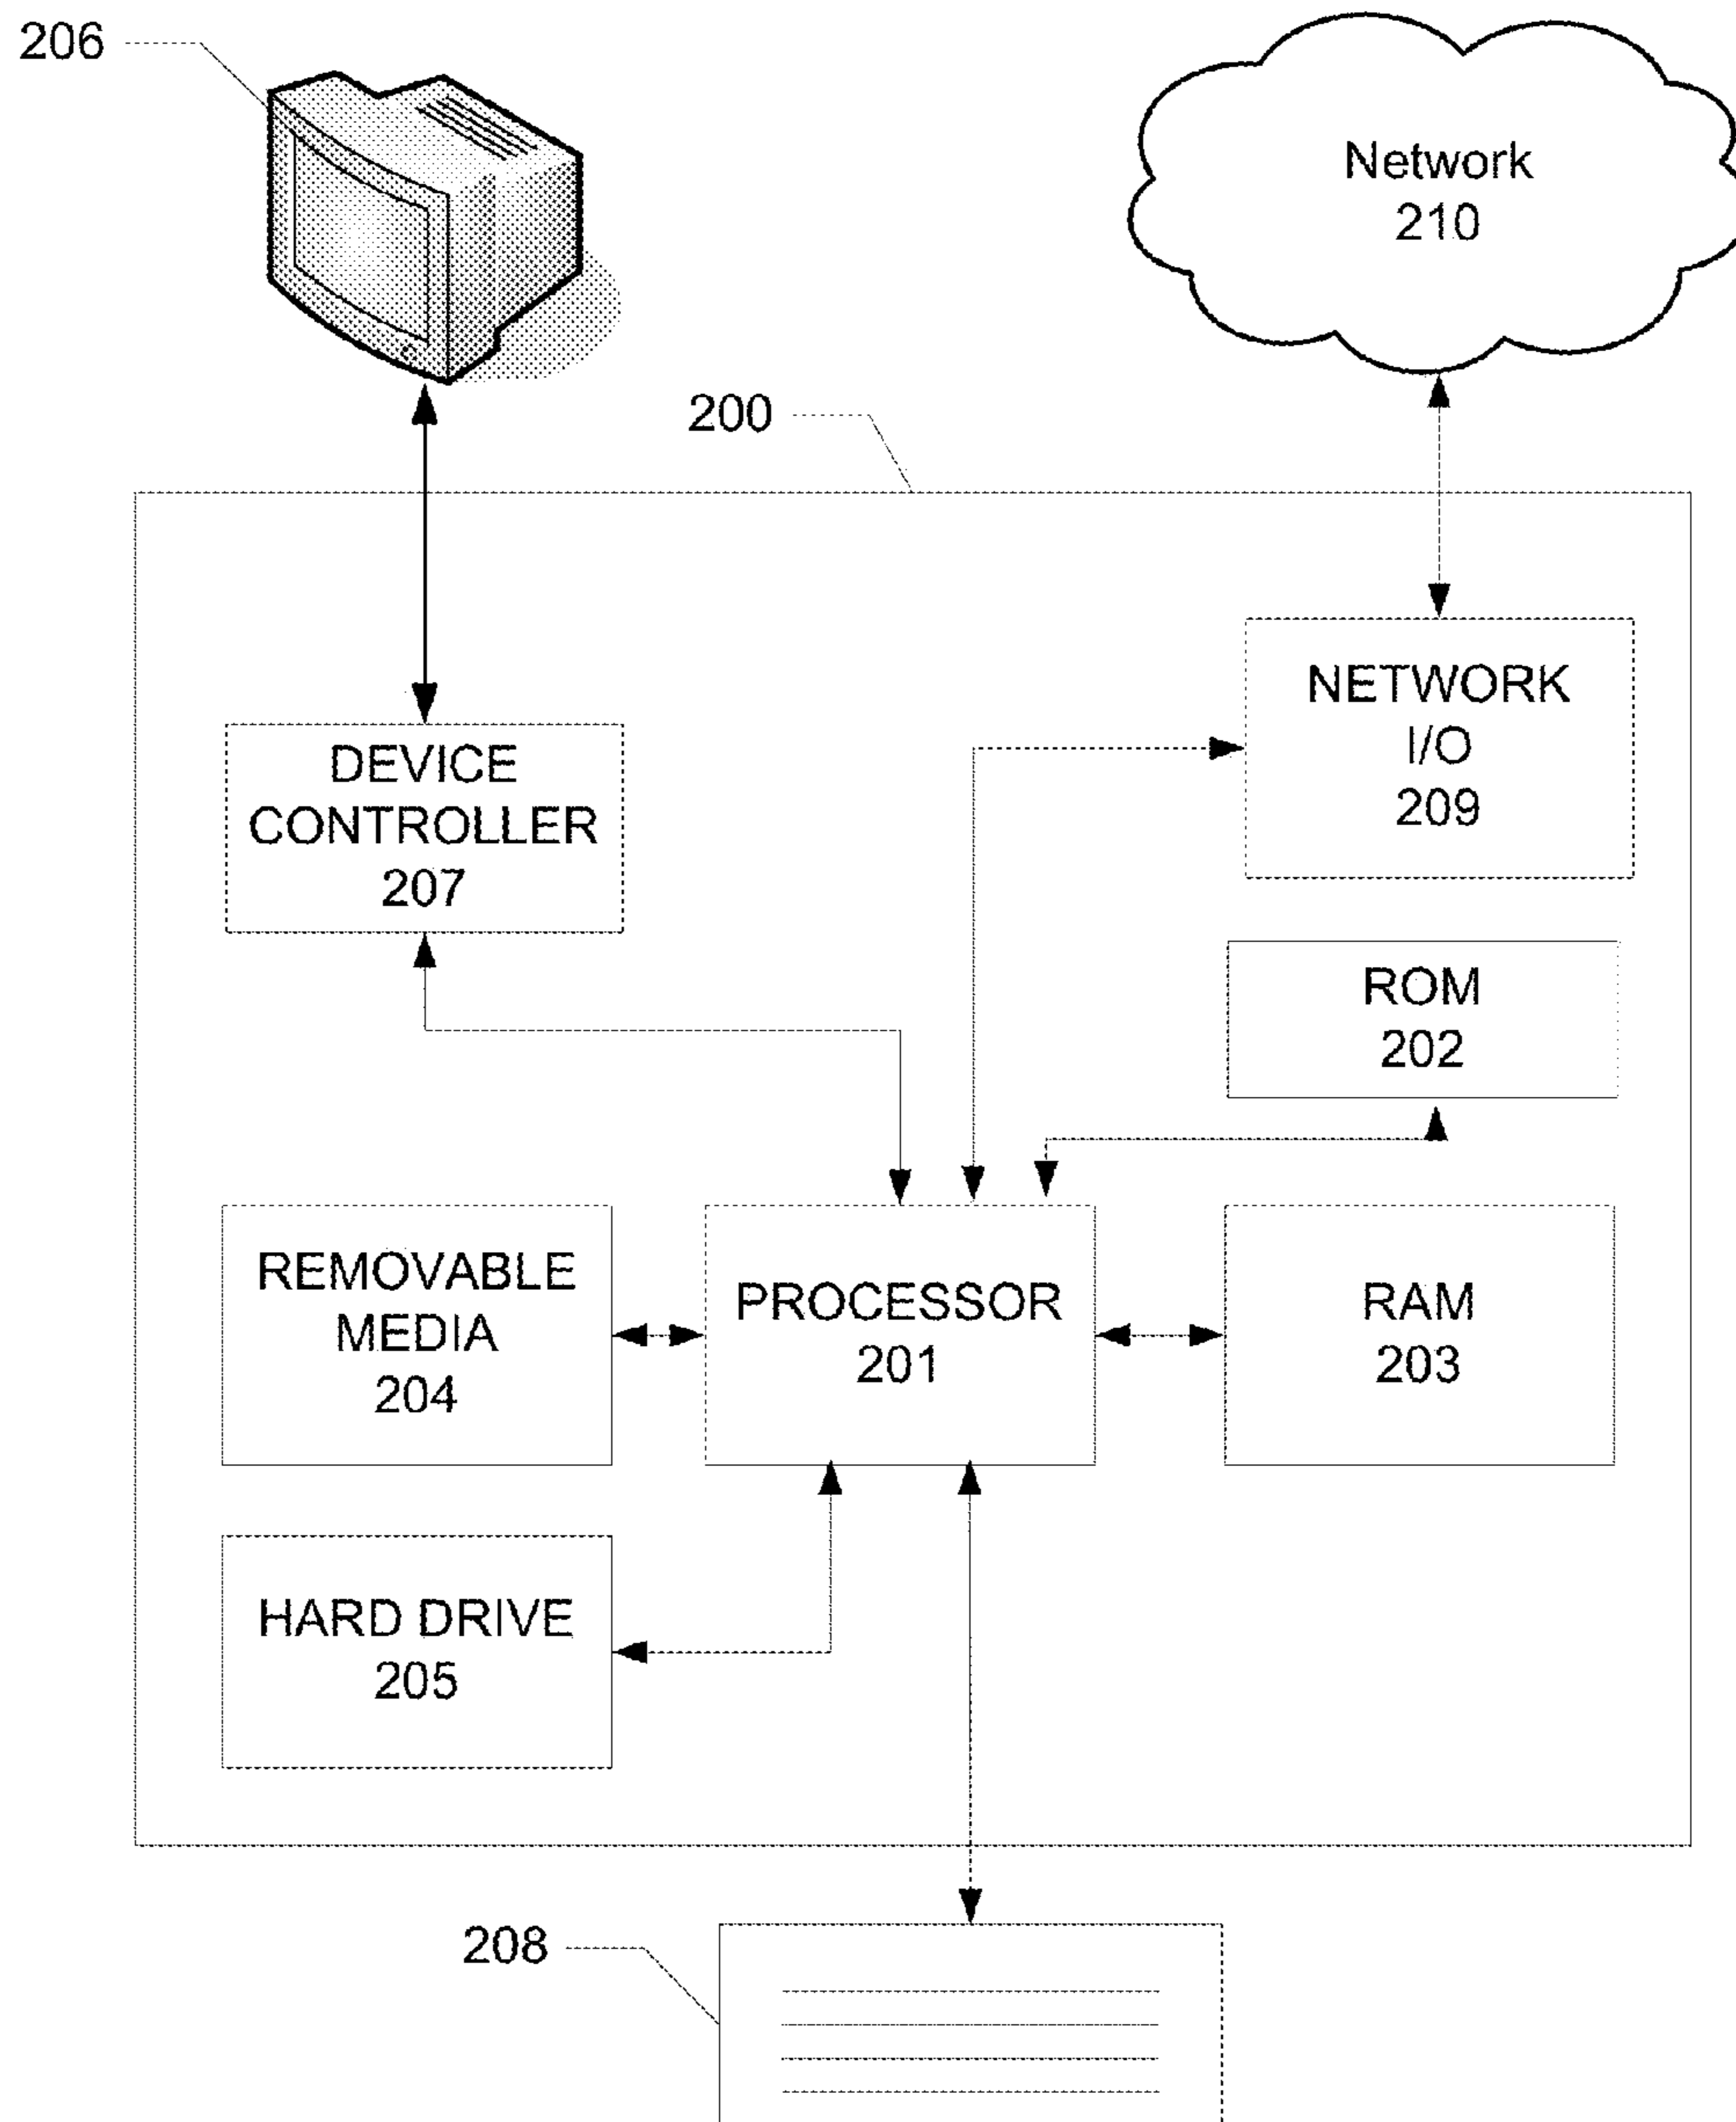 206
Network
210
200
NETWORK
I/O
209
DEVICE
CONTROLLER
207
ROM
202
REMOVABLE
MEDIA
204
PROCESSOR
201
RAM
203
HARD DRIVE
205
208